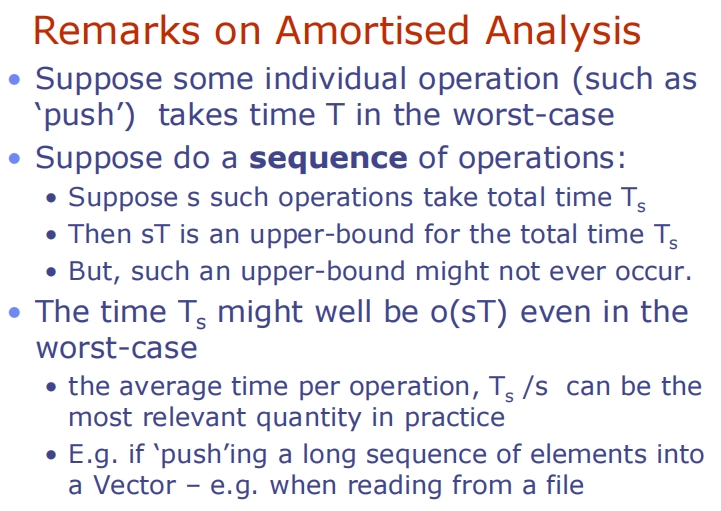 Remarks on Amortised Analysis
• Suppose some individual operation (such as
‘push’) takes time T in the worst-case
• Suppose do a sequence of operations:
• Suppose s such operations take total time Ts
• Then sT is an upper-bound for the total time Ts
• But, such an upper-bound might not ever occur.
• The time Ts might well be o(sT) even in the
worst-case
• the average time per operation, Ts /s can be the
most relevant quantity in practice
• E.g. if ‘push’ing a long sequence of elements into
a Vector – e.g. when reading from a file